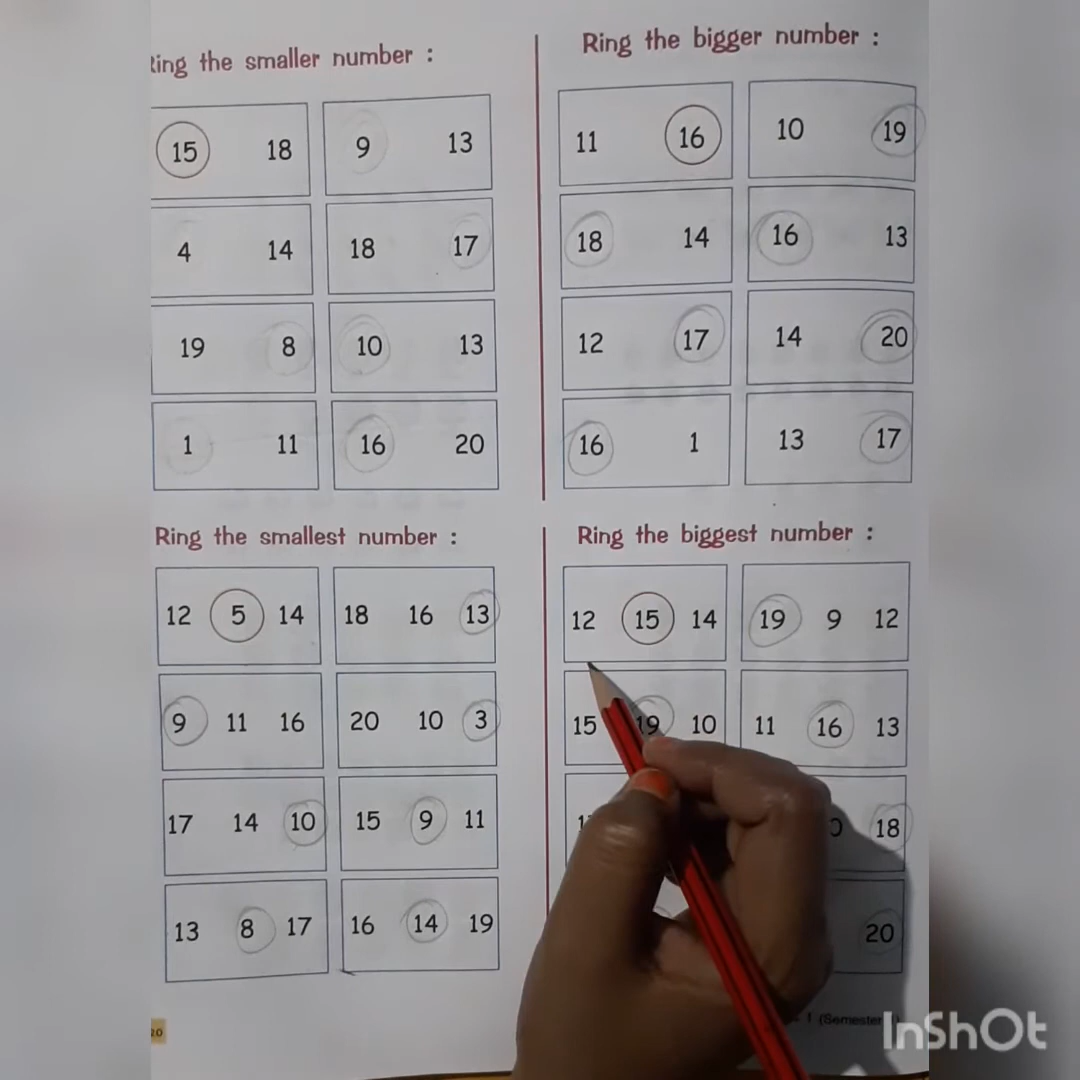 Ring the smaller number :
15 18 9 13
4 14 18 17
19 8 10 13
1 11 16 20
Ring the bigger number :
11 16 10 19
18 14 16 13
12 17 14 20
16 1 13 17
Ring the smallest number :
12 5 14 18 16 13
9 11 16 20 10 3
17 14 10 15 9 11
13 8 17 16 14 19
Ring the biggest number :
12 15 14 19 9 12
15 19 10 11 16 13
18
20
20
1 (Semester
InShOt